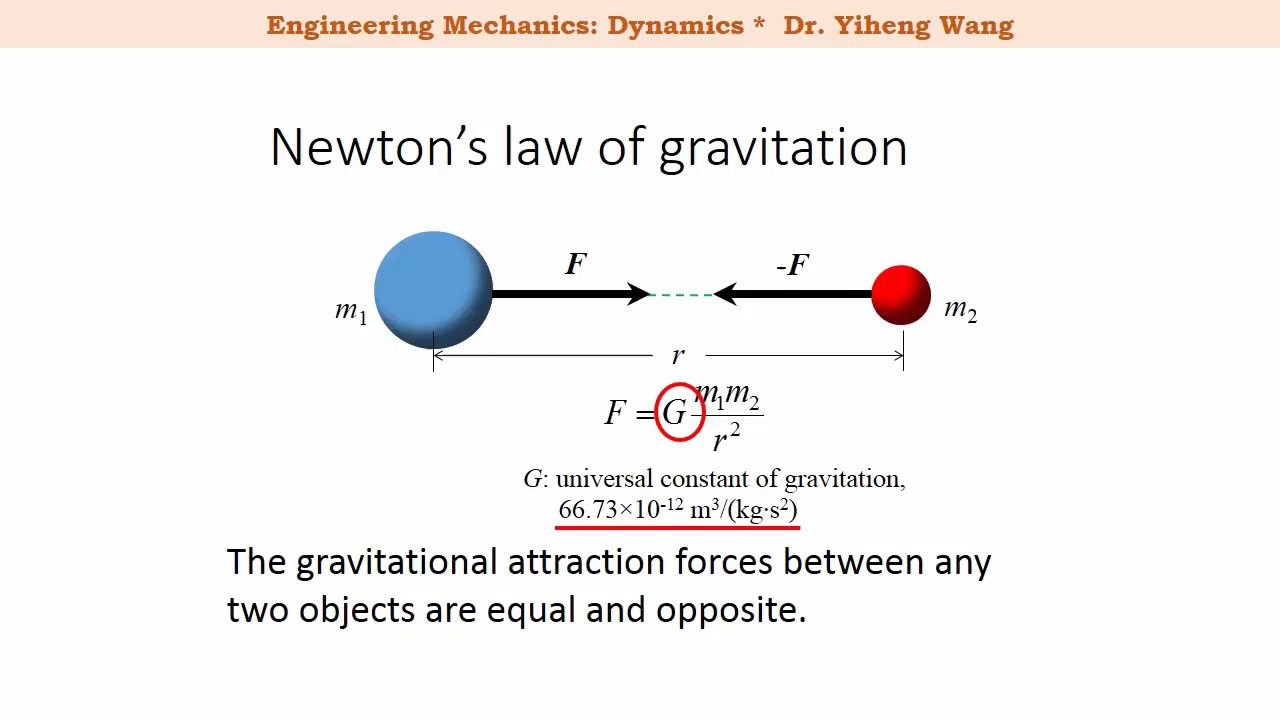 Engineering Mechanics: Dynamics * Dr. Yiheng Wang
Newton's law of gravitation
F
-F
m₁
m₂
r
F = G m₁m₂ / r²
G: universal constant of gravitation,
66.73×10⁻¹² m³/(kg·s²)
The gravitational attraction forces between any
two objects are equal and opposite.